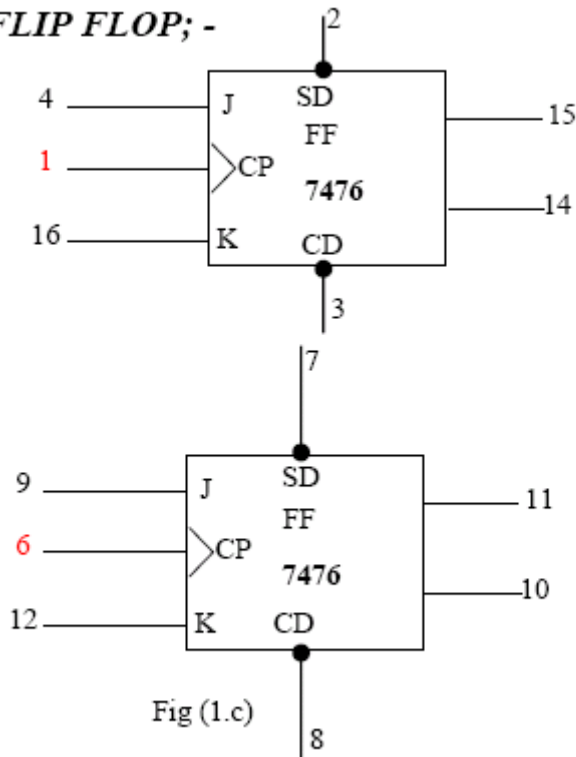 FLIP FLOP; -
2
4 J SD 15
FF
1 CP
7476
14
16 K CD
3
7
9 J SD 11
FF
6 CP
7476
10
12 K CD
Fig (1.c)
8